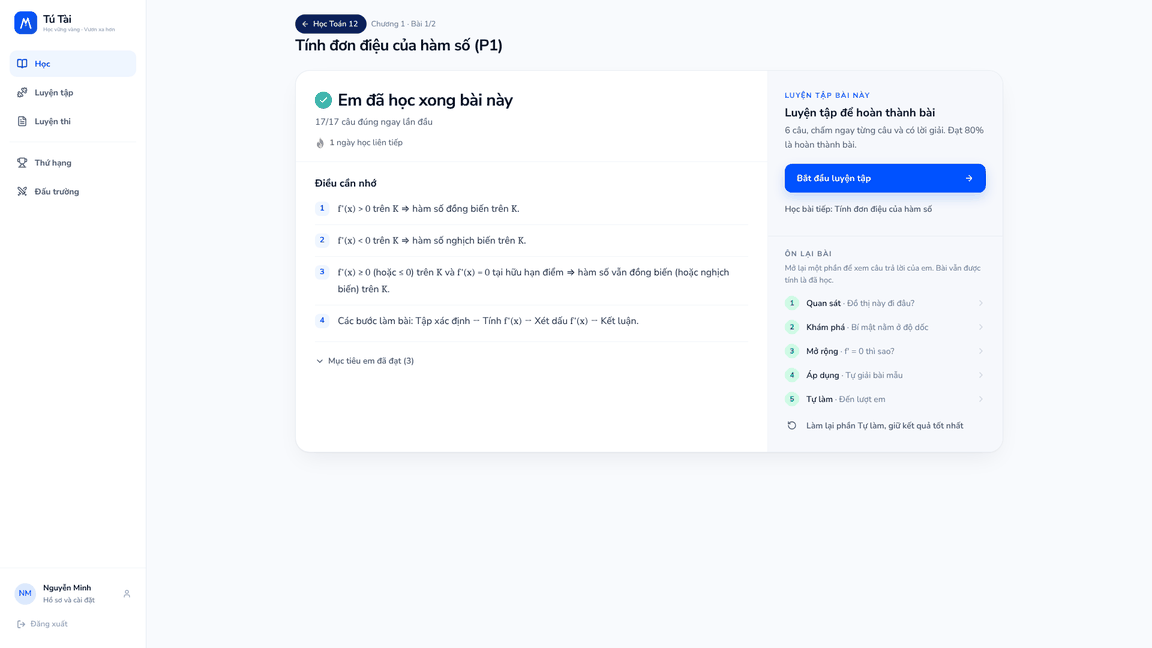 Tú Tài
Học vững vàng · Vươn xa hơn
Học
Luyện tập
Luyện thi
Thứ hạng
Đấu trường
Nguyễn Minh
NM
Hồ sơ và cài đặt
Đăng xuất
← Học Toán 12
Chương 1 · Bài 1/2
Tính đơn điệu của hàm số (P1)
Em đã học xong bài này
17/17 câu đúng ngay lần đầu
1 ngày học liên tiếp
Điều cần nhớ
1 f'(x) > 0 trên K ⇒ hàm số đồng biến trên K.
2 f'(x) < 0 trên K ⇒ hàm số nghịch biến trên K.
3 f'(x) ≥ 0 (hoặc ≤ 0) trên K và f'(x) = 0 tại hữu hạn điểm ⇒ hàm số vẫn đồng biến (hoặc nghịch
biến) trên K.
4 Các bước làm bài: Tập xác định → Tính f'(x) → Xét dấu f'(x) → Kết luận.
Mục tiêu em đã đạt (3)
LUYỆN TẬP BÀI NÀY
Luyện tập để hoàn thành bài
6 câu, chấm ngay từng câu và có lời giải. Đạt 80%
là hoàn thành bài.
Bắt đầu luyện tập →
Học bài tiếp: Tính đơn điệu của hàm số
ÔN LẠI BÀI
Mở lại một phần để xem câu trả lời của em. Bài vẫn được
tính là đã học.
1 Quan sát · Đồ thị này đi đâu?
2 Khám phá · Bí mật nằm ở độ dốc
3 Mở rộng · f' = 0 thì sao?
4 Áp dụng · Tự giải bài mẫu
5 Tự làm · Đến lượt em
Làm lại phần Tự làm, giữ kết quả tốt nhất